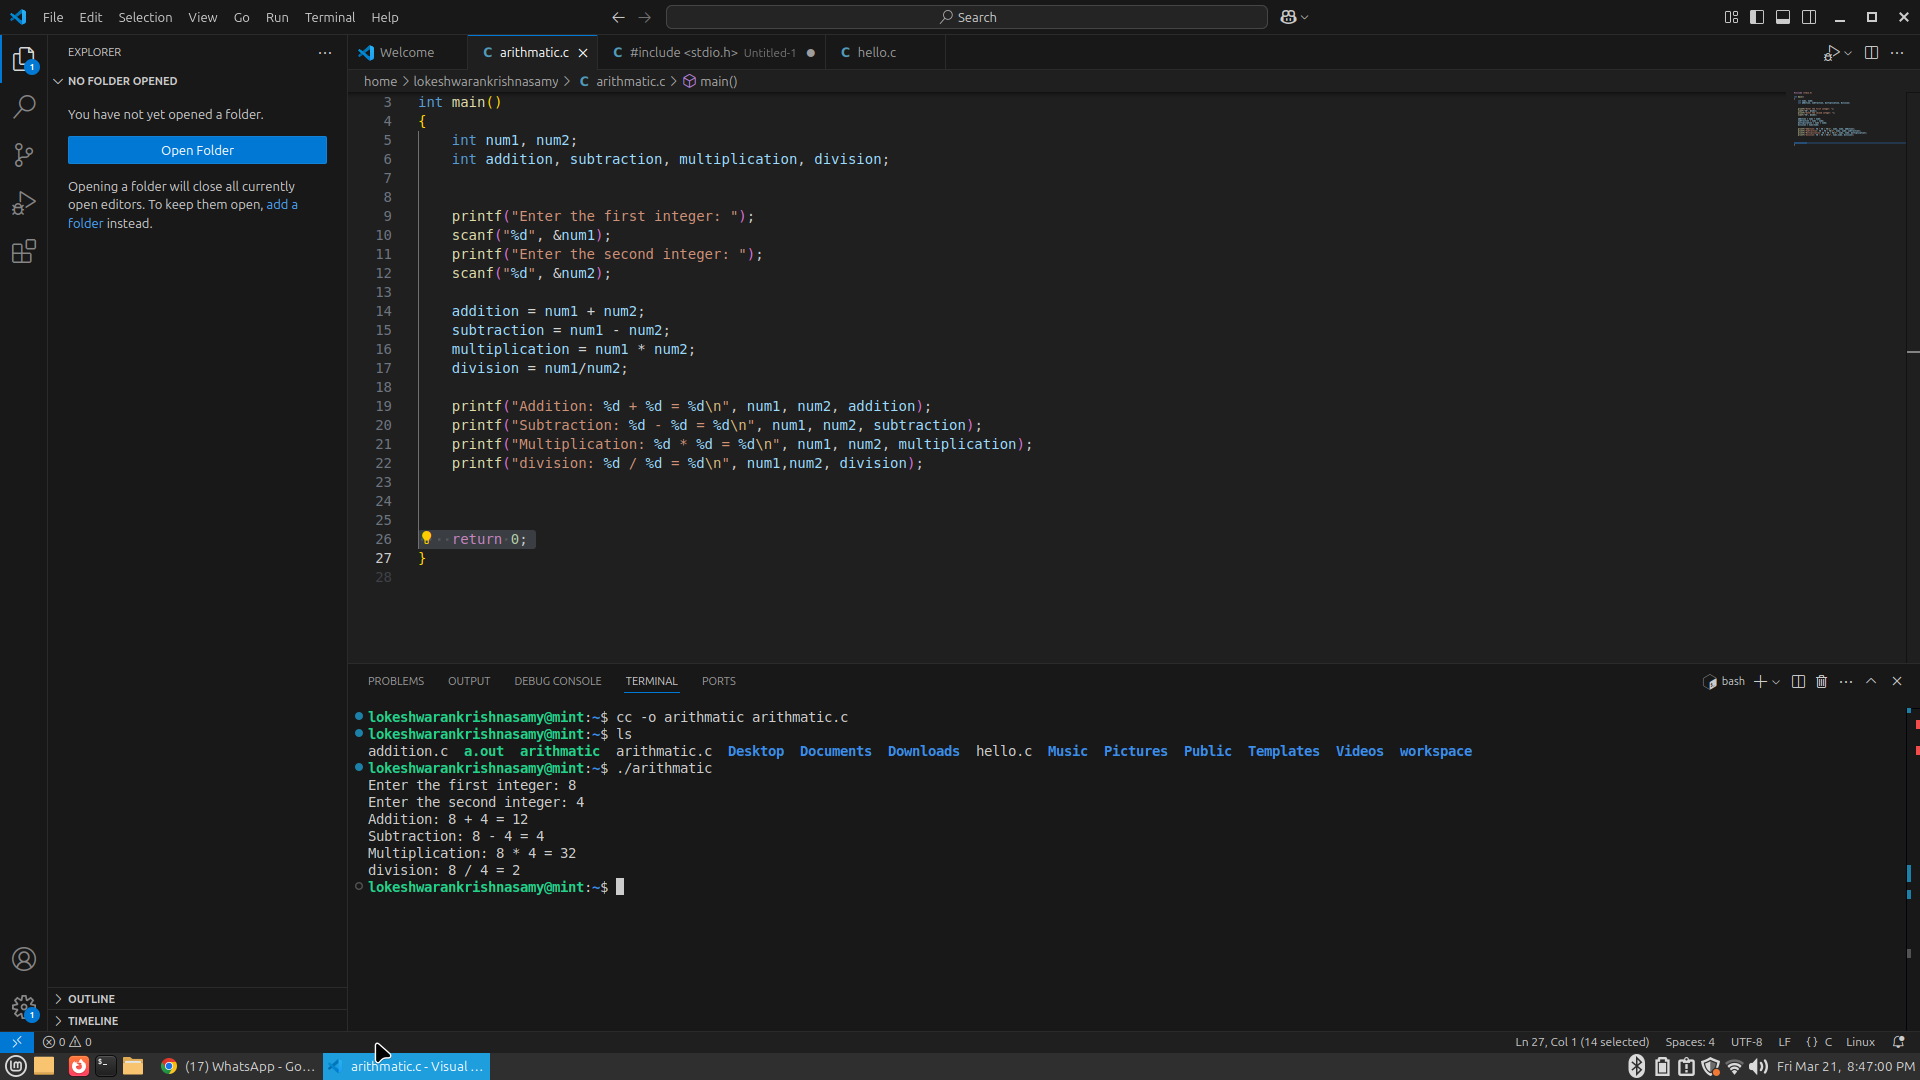 File Edit Selection View Go Run Terminal Help
Search
EXPLORER
NO FOLDER OPENED
You have not yet opened a folder.
Open Folder
Opening a folder will close all currently
open editors. To keep them open, add a
folder instead.
OUTLINE
TIMELINE
1
1
Welcome
C arithmatic.c
C #include <stdio.h> Untitled-1
C hello.c
home > lokeshwarankrishnasamy > C arithmatic.c > main()
3 int main()
4 {
5 int num1, num2;
6 int addition, subtraction, multiplication, division;
7
8
9 printf("Enter the first integer: ");
10 scanf("%d", &num1);
11 printf("Enter the second integer: ");
12 scanf("%d", &num2);
13
14 addition = num1 + num2;
15 subtraction = num1 - num2;
16 multiplication = num1 * num2;
17 division = num1/num2;
18
19 printf("Addition: %d + %d = %d\n", num1, num2, addition);
20 printf("Subtraction: %d - %d = %d\n", num1, num2, subtraction);
21 printf("Multiplication: %d * %d = %d\n", num1, num2, multiplication);
22 printf("division: %d / %d = %d\n", num1,num2, division);
23
24
25
26 return 0;
27 }
28
PROBLEMS OUTPUT DEBUG CONSOLE TERMINAL PORTS
bash
lokeshwarankrishnasamy@mint:~$ cc -o arithmatic arithmatic.c
lokeshwarankrishnasamy@mint:~$ ls
addition.c a.out arithmatic arithmatic.c Desktop Documents Downloads hello.c Music Pictures Public Templates Videos workspace
lokeshwarankrishnasamy@mint:~$ ./arithmatic
Enter the first integer: 8
Enter the second integer: 4
Addition: 8 + 4 = 12
Subtraction: 8 - 4 = 4
Multiplication: 8 * 4 = 32
division: 8 / 4 = 2
lokeshwarankrishnasamy@mint:~$
0 0
Ln 27, Col 1 (14 selected) Spaces: 4 UTF-8 LF {} C Linux
(17) WhatsApp - Go...
arithmatic.c - Visual ...
Fri Mar 21, 8:47:00 PM